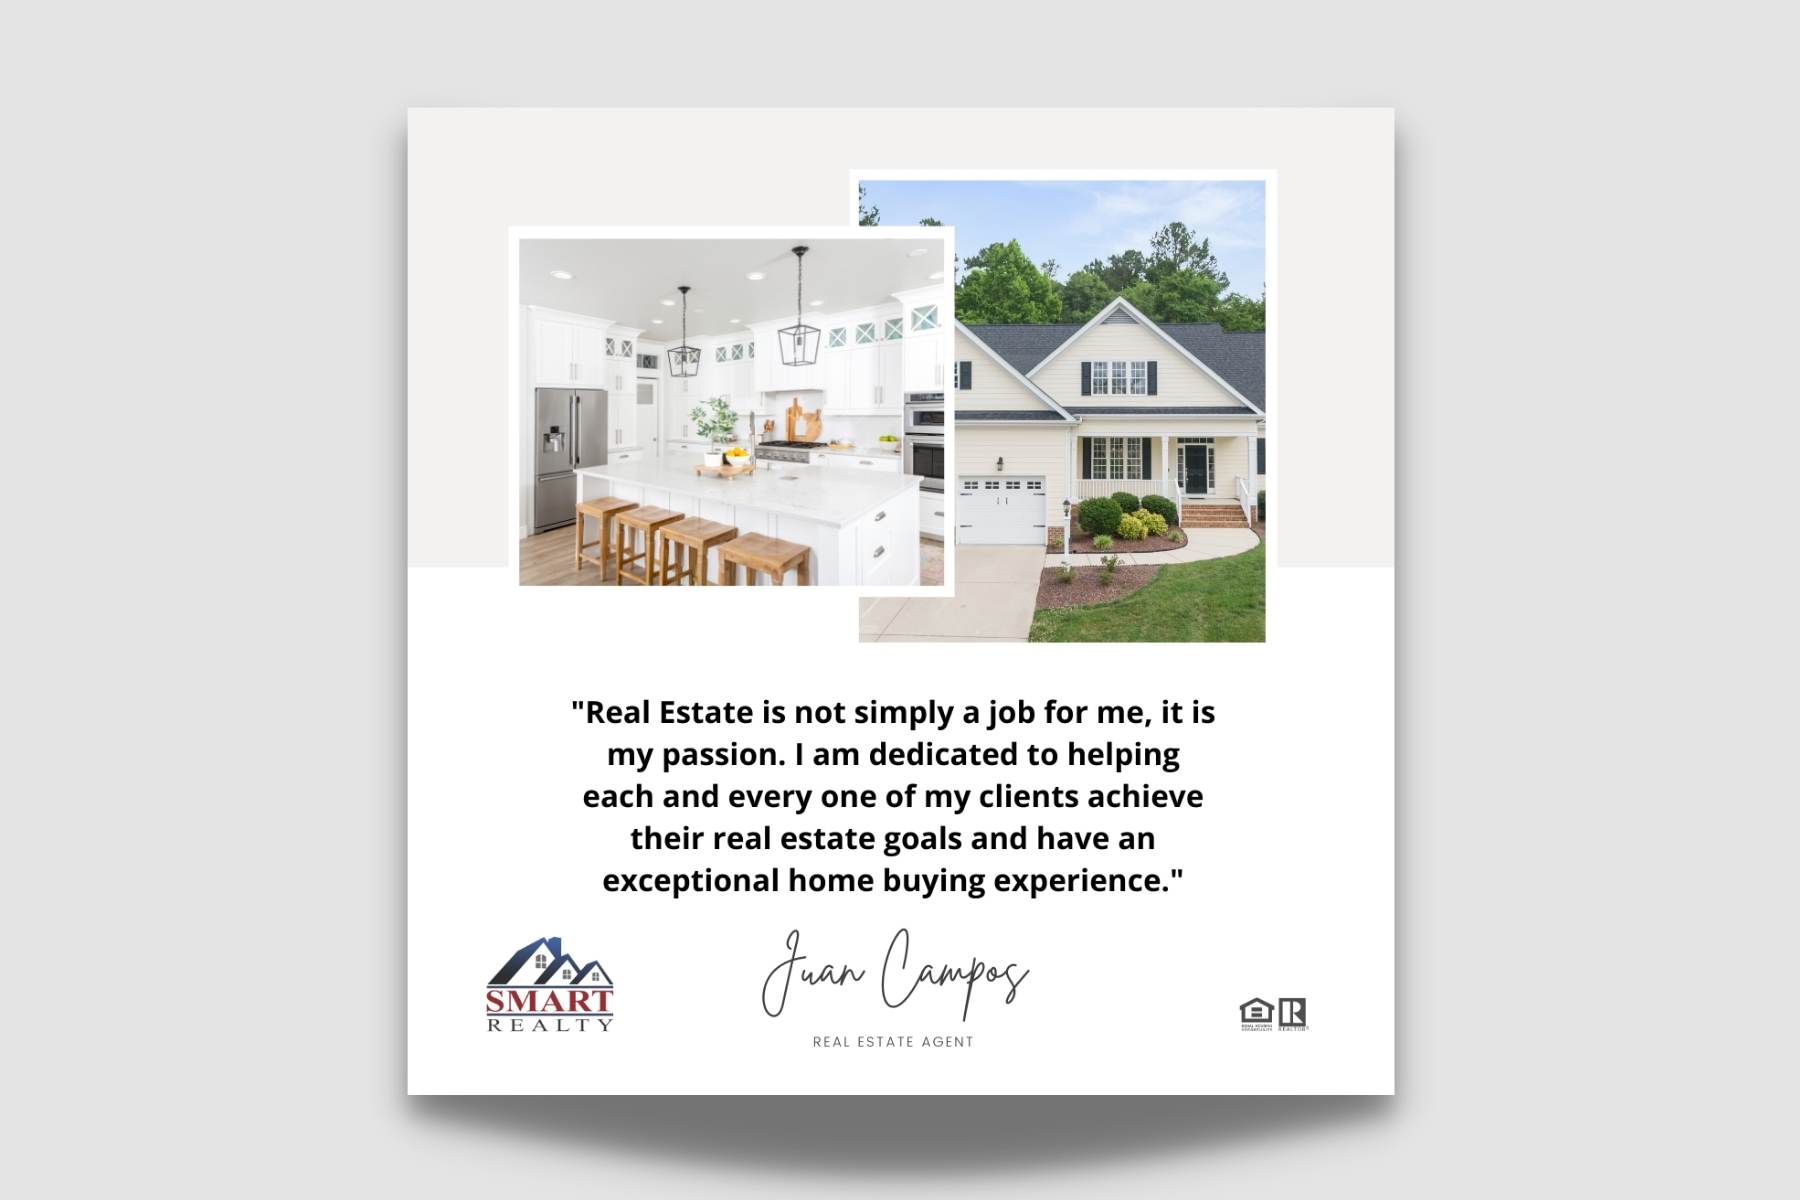 "Real Estate is not simply a job for me, it is
my passion. I am dedicated to helping
each and every one of my clients achieve
their real estate goals and have an
exceptional home buying experience."
Juan Campos
REAL ESTATE AGENT
SMART
REALTY
EQUAL HOUSING
OPPORTUNITY
REALTOR®